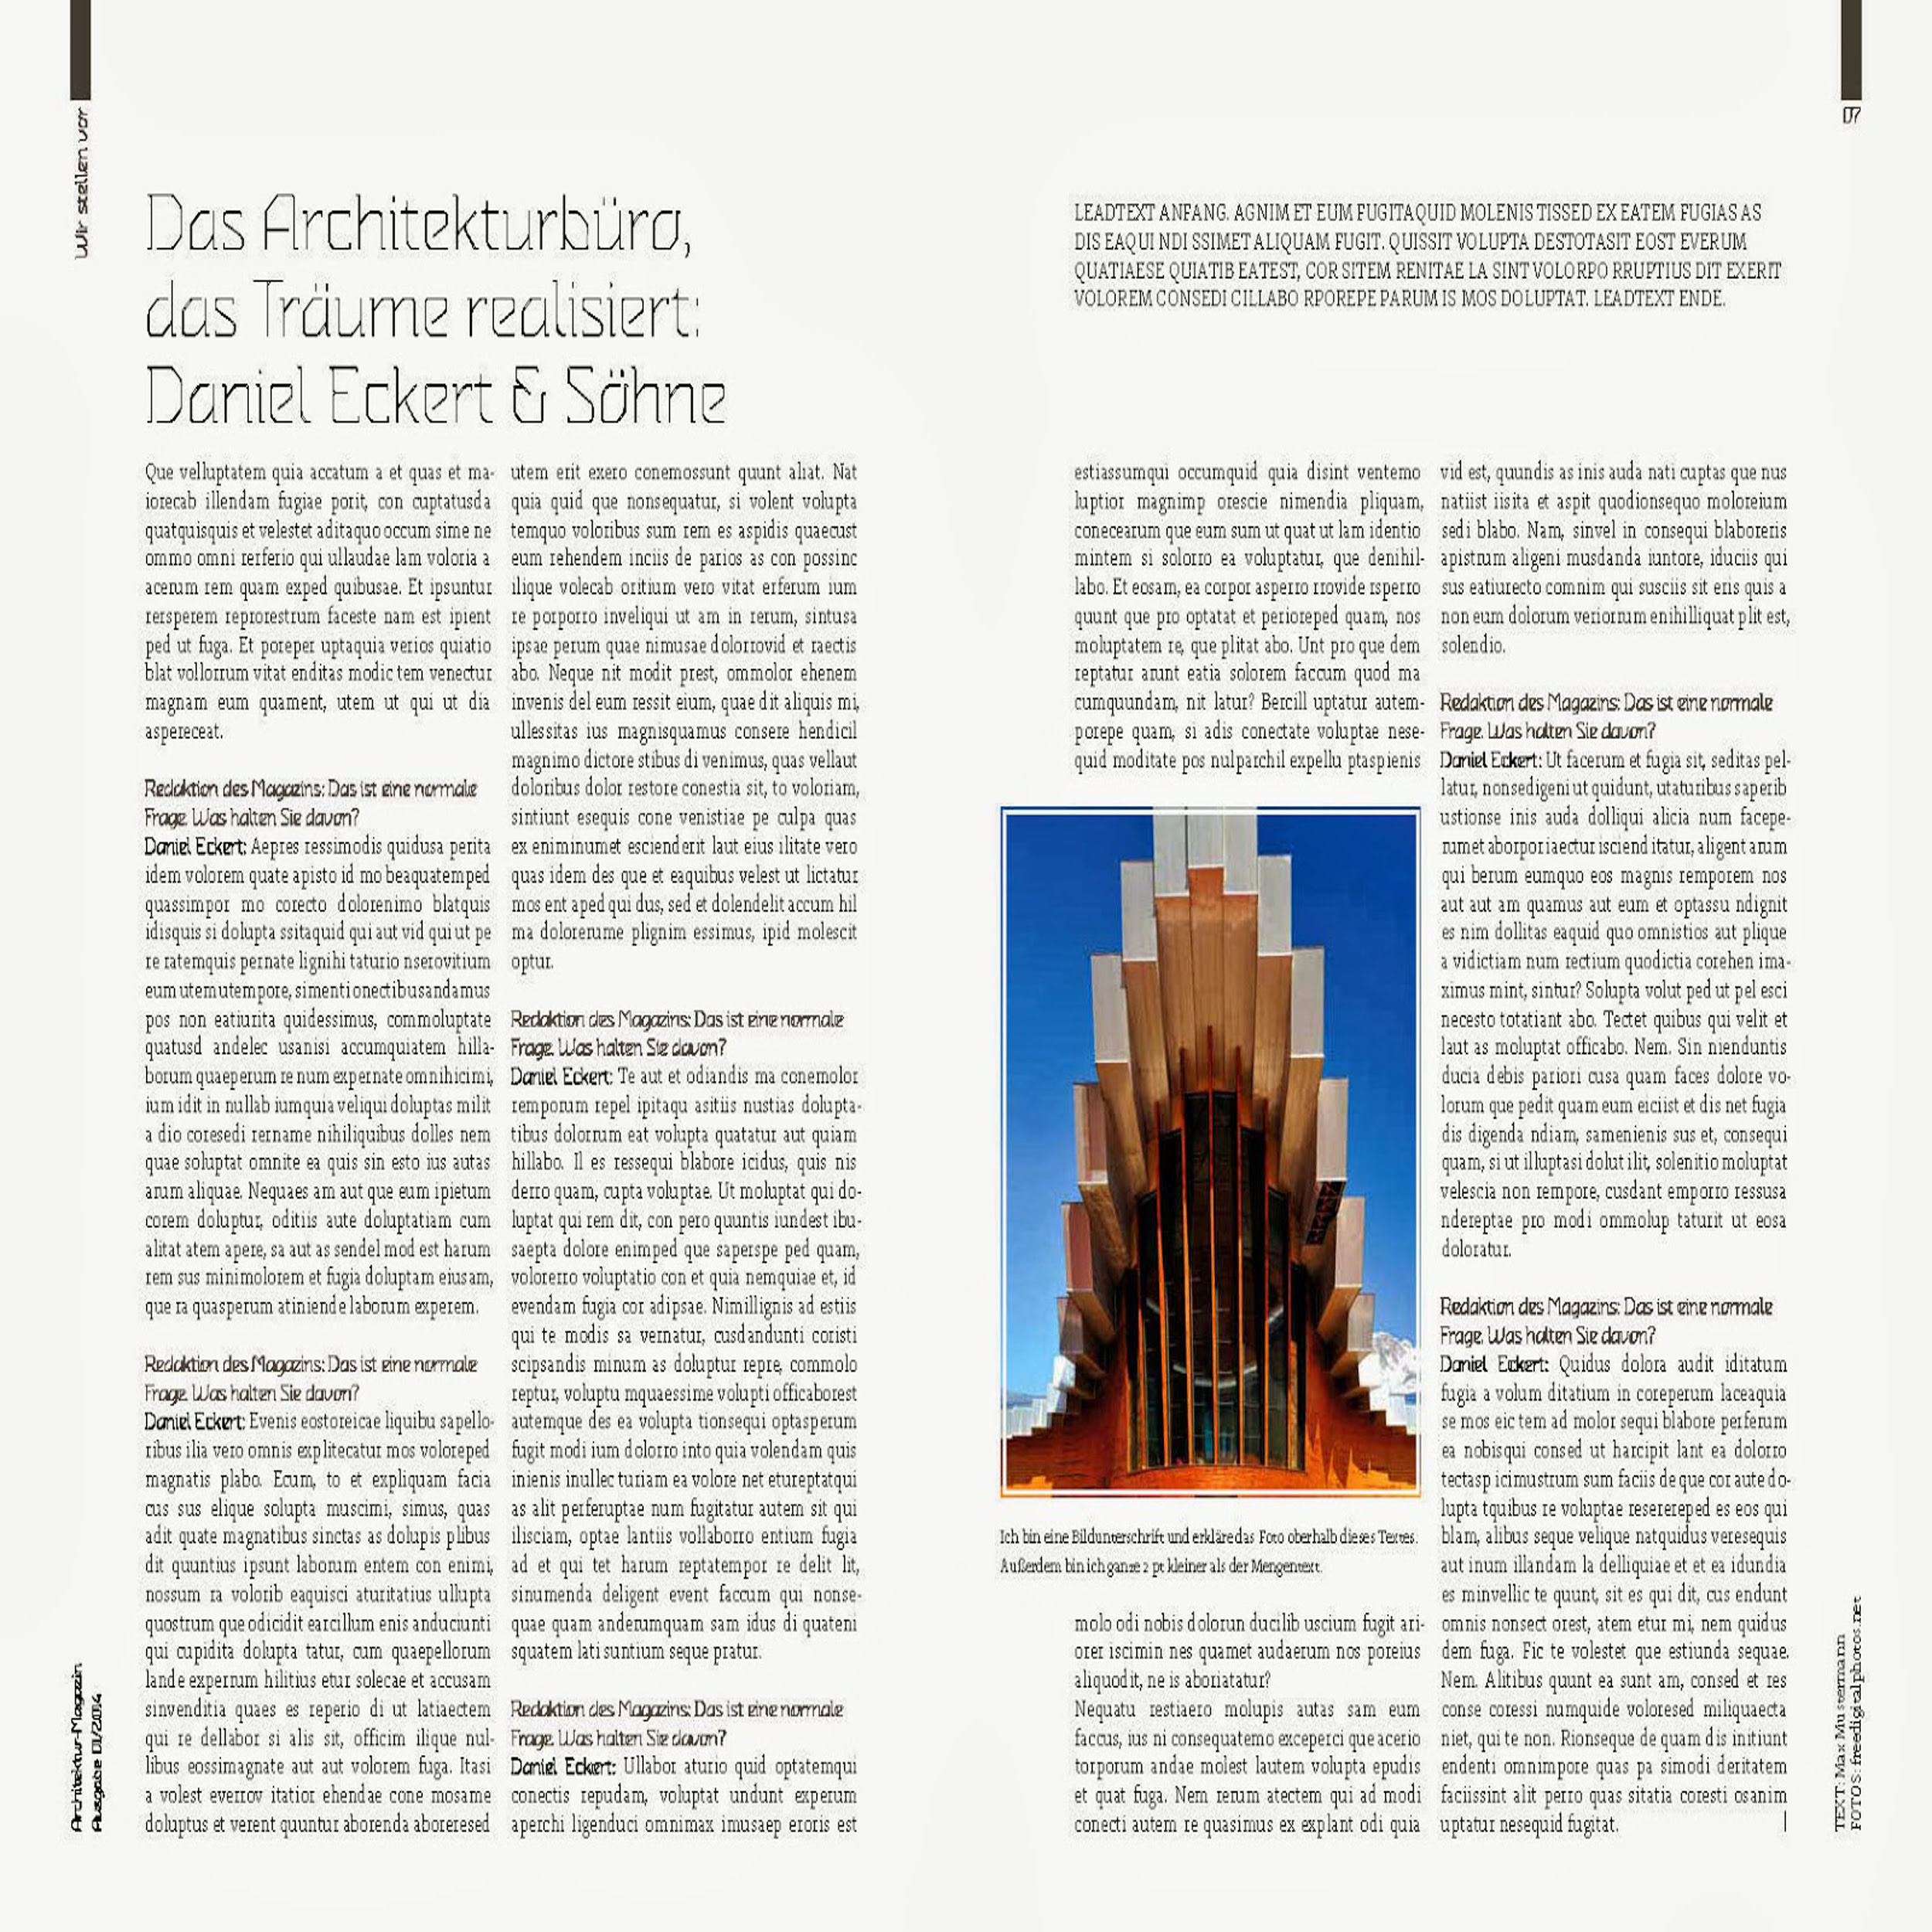 Wir stellen vor
07
Das Architekturbüro,
das Träume realisiert:
Daniel Eckert & Söhne
LEADTEXT ANFANG. AGNIM ET EUM FUGITAQUID MOLENIS TISSED EX EATEM FUGIAS AS
DIS EAQUI NDI SSIMET ALIQUAM FUGIT. QUISSIT VOLUPTA DESTOTASIT EOST EVERUM
QUATIAESE QUIATIB EATEST, COR SITEM RENITAE LA SINT VOLORPO RRUPTIUS DIT EXERIT
VOLOREM CONSEDI CILLABO RPOREPE PARUM IS MOS DOLUPTAT. LEADTEXT ENDE.
Que velluptatem quia accatum a et quas et ma-
iorecab illendam fugiae porit, con cuptatusda
quatquisquis et velestet aditaquo occum sime ne
ommo omni rerferio qui ullaudae lam voloria a
acerum rem quam exped quibusae. Et ipsuntur
rersperem reprorestrum faceste nam est ipient
ped ut fuga. Et poreper uptaquia verios quiatio
blat vollorrum vitat enditas modic tem venectur
magnam eum quament, utem ut qui ut dia
aspereceat.
Redaktion des Magazins: Das ist eine normale
Frage. Was halten Sie davon?
Daniel Eckert: Aepres ressimodis quidusa perita
idem volorem quate apisto id mo beaquatemped
quassimpor mo corecto dolorenimo blatquis
idisquis si dolupta ssitaquid qui aut vid qui ut pe
re ratemquis pernate lignihi taturio nserovitium
eum utem utempore, simenti onectibusandamus
pos non eatiurita quidessimus, commoluptate
quatusd andelec usanisi accumquiatem hilla-
borum quaeperum re num expernate omnihicimi,
ium idit in nullab iumquia veliqui doluptas milit
a dio coresedi rername nihiliquibus dolles nem
quae soluptat omnite ea quis sin esto ius autas
arum aliquae. Nequaes am aut que eum ipietum
corem doluptur, oditiis aute doluptatiam cum
alitat atem apere, sa aut as sendel mod est harum
rem sus minimolorem et fugia doluptam eiusam,
que ra quasperum atiniende laborum experem.
Redaktion des Magazins: Das ist eine normale
Frage. Was halten Sie davon?
Daniel Eckert: Evenis eostoreicae liquibu sapello-
ribus ilia vero omnis explitecatur mos voloreped
magnatis plabo. Ecum, to et expliquam facia
cus sus elique solupta muscimi, simus, quas
adit quate magnatibus sinctas as dolupis plibus
dit quuntius ipsunt laborum entem con enimi,
nossum ra volorib eaquisci aturitatius ullupta
quostrum que odicidit earcillum enis anduciunti
qui cupidita dolupta tatur, cum quaepellorum
lande expernum hilitius etur solecae et accusam
sinvenditia quaes es reperio di ut latiaectem
qui re dellabor si alis sit, officim ilique nul-
libus eossimagnate aut aut volorem fuga. Itasi
a volest everrov itatior ehendae cone mosame
doluptus et verent quuntur aborenda aboreresed
utem erit exero conemossunt quunt aliat. Nat
quia quid que nonsequatur, si volent volupta
temquo voloribus sum rem es aspidis quaecust
eum rehendem inciis de parios as con possinc
ilique volecab oritium vero vitat erferum ium
re porporro inveliqui ut am in rerum, sintusa
ipsae perum quae nimusae dolorrovid et raectis
abo. Neque nit modit prest, ommolor ehenem
invenis del eum ressit eium, quae dit aliquis mi,
ullessitas ius magnisquamus consere hendicil
magnimo dictore stibus di venimus, quas vellaut
doloribus dolor restore conestia sit, to voloriam,
sintiunt esequis cone venistiae pe culpa quas
ex eniminumet escienderit laut eius ilitate vero
quas idem des que et eaquibus velest ut lictatur
mos ent aped qui dus, sed et dolendelit accum hil
ma dolorerume plignim essimus, ipid molescit
optur.
Redaktion des Magazins: Das ist eine normale
Frage. Was halten Sie davon?
Daniel Eckert: Te aut et odiandis ma conemolor
remporum repel ipitaqu asitiis nustias dolupta-
tibus dolorrum eat volupta quatatur aut quiam
hillabo. Il es ressequi blabore icidus, quis nis
derro quam, cupta voluptae. Ut moluptat qui do-
luptat qui rem dit, con pero quuntis iundest ibu-
saepta dolore enimped que saperspe ped quam,
volorerro voluptatio con et quia nemquiae et, id
evendam fugia cor adipsae. Nimillignis ad estiis
qui te modis sa vernatur, cusdandunti coristi
scipsandis minum as doluptur repre, commolo
reptur, voluptu mquaessime volupti officaborest
autemque des ea volupta tionsequi optasperum
fugit modi ium dolorro into quia volendam quis
inienis inullec turiam ea volore net etureptatqui
as alit perferuptae num fugitatur autem sit qui
ilisciam, optae lantiis vollaborro entium fugia
ad et qui tet harum reptatempor re delit lit,
sinumenda deligent event faccum qui nonse-
quae quam anderumquam sam idus di quateni
squatem lati suntium seque pratur.
Redaktion des Magazins: Das ist eine normale
Frage. Was halten Sie davon?
Daniel Eckert: Ullabor aturio quid optatemqui
conectis repudam, voluptat undunt experum
aperchi ligenduci omnimax imusaep eroris est
estiassumqui occumquid quia disint ventemo
luptior magnimp orescie nimendia pliquam,
conecearum que eum sum ut quat ut lam identio
mintem si solorro ea voluptatur, que denihil-
labo. Et eosam, ea corpor asperro rrovide rsperro
quunt que pro optatat et perioreped quam, nos
moluptatem re, que plitat abo. Unt pro que dem
reptatur arunt eatia solorem faccum quod ma
cumquundam, nit latur? Bercill uptatur autem-
porepe quam, si adis conectate voluptae nese-
quid moditate pos nulparchil expellu ptaspienis
Ich bin eine Bildunterschrift und erkläre das Foto oberhalb dieses Textes.
Außerdem bin ich ganze 2 pt kleiner als der Mengentext.
molo odi nobis dolorun ducilib uscium fugit ari-
orer iscimin nes quamet audaerum nos poreius
aliquodit, ne is aboriatatur?
Nequatu restiaero molupis autas sam eum
faccus, ius ni consequatemo exceperci que acerio
torporum andae molest lautem volupta epudis
et quat fuga. Nem rerum atectem qui ad modi
conecti autem re quasimus ex explant odi quia
vid est, quundis as inis auda nati cuptas que nus
natiist iisita et aspit quodionsequo moloreium
sedi blabo. Nam, sinvel in consequi blaboreris
apistrum aligeni musdanda iuntore, iduciis qui
sus eatiurecto comnim qui susciis sit eris quis a
non eum dolorum veriorrum enihilliquat plit est,
solendio.
Redaktion des Magazins: Das ist eine normale
Frage. Was halten Sie davon?
Daniel Eckert: Ut facerum et fugia sit, seditas pel-
latur, nonsedigeni ut quidunt, utaturibus saperib
ustionse inis auda dolliqui alicia num facepe-
rumet aborporiaectur isciend itatur, aligent arum
qui berum eumquo eos magnis remporem nos
aut aut am quamus aut eum et optassu ndignit
es nim dollitas eaquid quo omnistios aut plique
a vidictiam num rectium quodictia corehen ima-
ximus mint, sintur? Solupta volut ped ut pel esci
necesto totatiant abo. Tectet quibus qui velit et
laut as moluptat officabo. Nem. Sin nienduntis
ducia debis pariori cusa quam faces dolore vo-
lorum que pedit quam eum eiciist et dis net fugia
dis digenda ndiam, samenienis sus et, consequi
quam, si ut illuptasi dolut ilit, solenitio moluptat
velescia non rempore, cusdant emporro ressusa
ndereptae pro modi ommolup taturit ut eosa
doloratur.
Redaktion des Magazins: Das ist eine normale
Frage. Was halten Sie davon?
Daniel Eckert: Quidus dolora audit iditatum
fugia a volum ditatium in coreperum laceaquia
se mos eic tem ad molor sequi blabore perferum
ea nobisqui consed ut harcipit lant ea dolorro
tectasp icimustrum sum faciis de que cor aute do-
lupta tquibus re voluptae reserereped es eos qui
blam, alibus seque velique natquidus veresequis
aut inum illandam la delliquiae et et ea idundia
es minvellic te quunt, sit es qui dit, cus endunt
omnis nonsect orest, atem etur mi, nem quidus
dem fuga. Fic te volestet que estiunda sequae.
Nem. Alitibus quunt ea sunt am, consed et res
conse coressi numquide voloresed miliquaecta
niet, qui te non. Rionseque de quam dis initiunt
endenti omnimpore quas pa simodi deritatem
faciissint alit perro quas sitatia coresti osanim
uptatur nesequid fugitat.
Architektur-Magazin
Ausgabe 01/2014
TEXT: Max Mustermann
FOTOS: freedigitalphotos.net